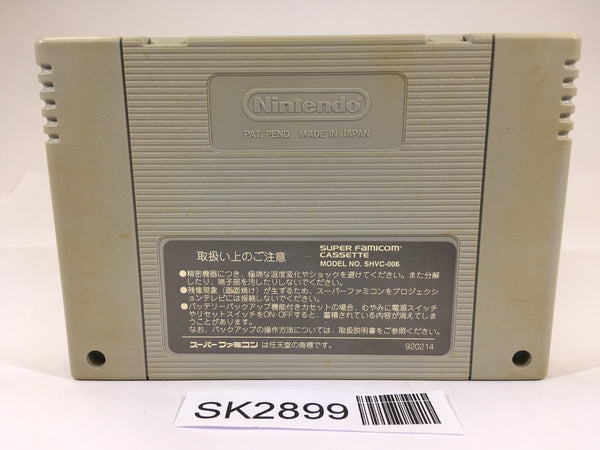 Nintendo
PAT. PEND. MADE IN JAPAN
取扱い上のご注意
SUPER FAMICOM
CASSETTE
MODEL NO. SHVC-006
●精密機器につき、極端な温度変化やショックを避けてください。また分解
したり、端子部を汚したりしないでください。
●残像現象（画面焼け）が生ずるため、スーパーファミコンをプロジェクシ
ョンテレビには接続しないでください。
●バッテリーバックアップ機能付きカセットの場合、むやみに電源スイッチ
やリセットスイッチをON・OFFすると、蓄積されている内容が消えてしま
うことがあります。
なお、バックアップの操作方法については、取扱説明書をご参照ください。
スーパーファミコン は任天堂の商標です。
920214
SK2899